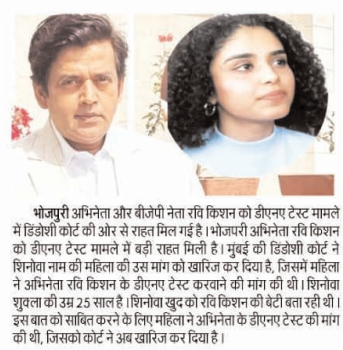 भोजपुरी अभिनेता और बीजेपी नेता रवि किशन को डीएनए टेस्ट मामले
में डिंडोशी कोर्ट की ओर से राहत मिल गई है। भोजपुरी अभिनेता रवि किशन
को डीएनए टेस्ट मामले में बड़ी राहत मिली है। मुंबई की डिंडोशी कोर्ट ने
शिनोवा नाम की महिला की उस मांग को खारिज कर दिया है, जिसमें महिला
ने अभिनेता रवि किशन के डीएनए टेस्ट करवाने की मांग की थी। शिनोवा
शुक्ला की उम्र 25 साल है। शिनोवा खुद को रवि किशन की बेटी बता रही थी।
इस बात को साबित करने के लिए महिला ने अभिनेता के डीएनए टेस्ट की मांग
की थी, जिसको कोर्ट ने अब खारिज कर दिया है।